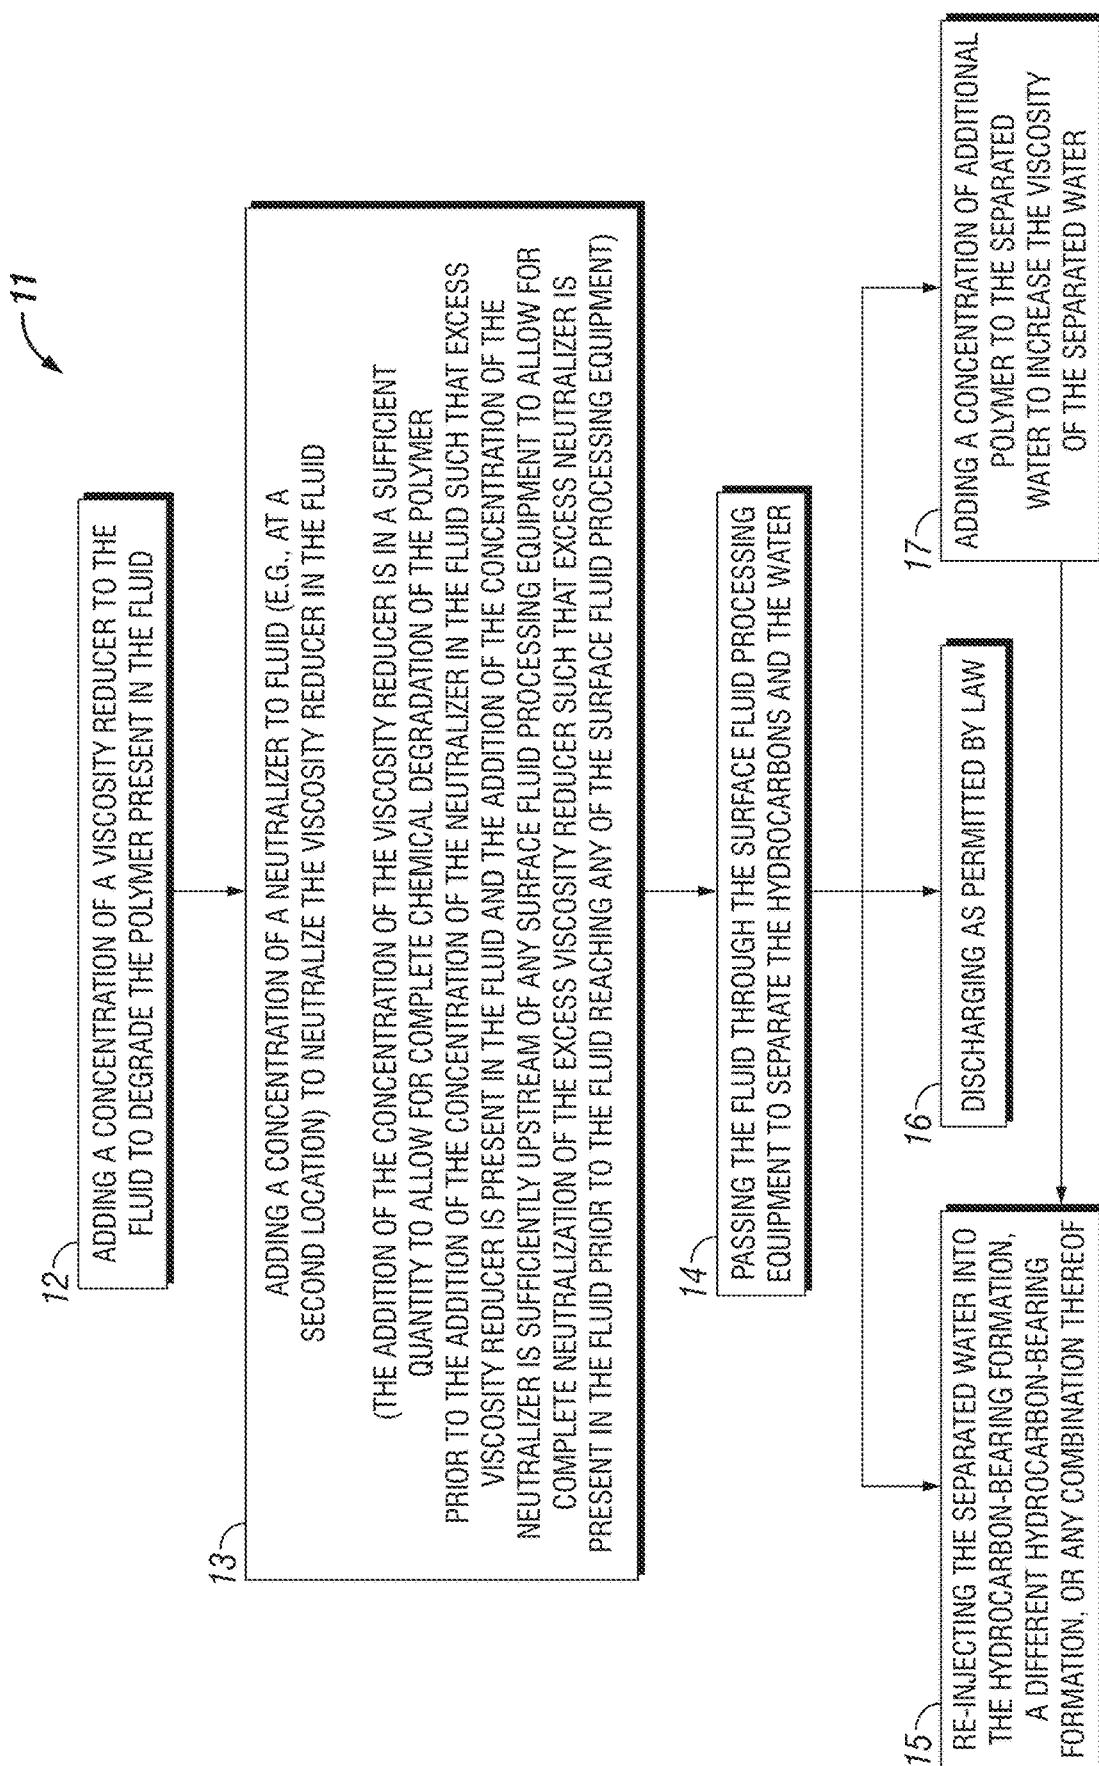 11
12
ADDING A CONCENTRATION OF A VISCOSITY REDUCER TO THE
FLUID TO DEGRADE THE POLYMER PRESENT IN THE FLUID
13
ADDING A CONCENTRATION OF A NEUTRALIZER TO FLUID (E.G., AT A
SECOND LOCATION) TO NEUTRALIZE THE VISCOSITY REDUCER IN THE FLUID
(THE ADDITION OF THE CONCENTRATION OF THE VISCOSITY REDUCER IS IN A SUFFICIENT
QUANTITY TO ALLOW FOR COMPLETE CHEMICAL DEGRADATION OF THE POLYMER
PRIOR TO THE ADDITION OF THE CONCENTRATION OF THE NEUTRALIZER IN THE FLUID SUCH THAT EXCESS
VISCOSITY REDUCER IS PRESENT IN THE FLUID AND THE ADDITION OF THE CONCENTRATION OF THE
NEUTRALIZER IS SUFFICIENTLY UPSTREAM OF ANY SURFACE FLUID PROCESSING EQUIPMENT TO ALLOW FOR
COMPLETE NEUTRALIZATION OF THE EXCESS VISCOSITY REDUCER SUCH THAT EXCESS NEUTRALIZER IS
PRESENT IN THE FLUID PRIOR TO THE FLUID REACHING ANY OF THE SURFACE FLUID PROCESSING EQUIPMENT)
14
PASSING THE FLUID THROUGH THE SURFACE FLUID PROCESSING
EQUIPMENT TO SEPARATE THE HYDROCARBONS AND THE WATER
15
RE-INJECTING THE SEPARATED WATER INTO
THE HYDROCARBON-BEARING FORMATION,
A DIFFERENT HYDROCARBON-BEARING
FORMATION, OR ANY COMBINATION THEREOF
16
DISCHARGING AS PERMITTED BY LAW
17
ADDING A CONCENTRATION OF ADDITIONAL
POLYMER TO THE SEPARATED
WATER TO INCREASE THE VISCOSITY
OF THE SEPARATED WATER